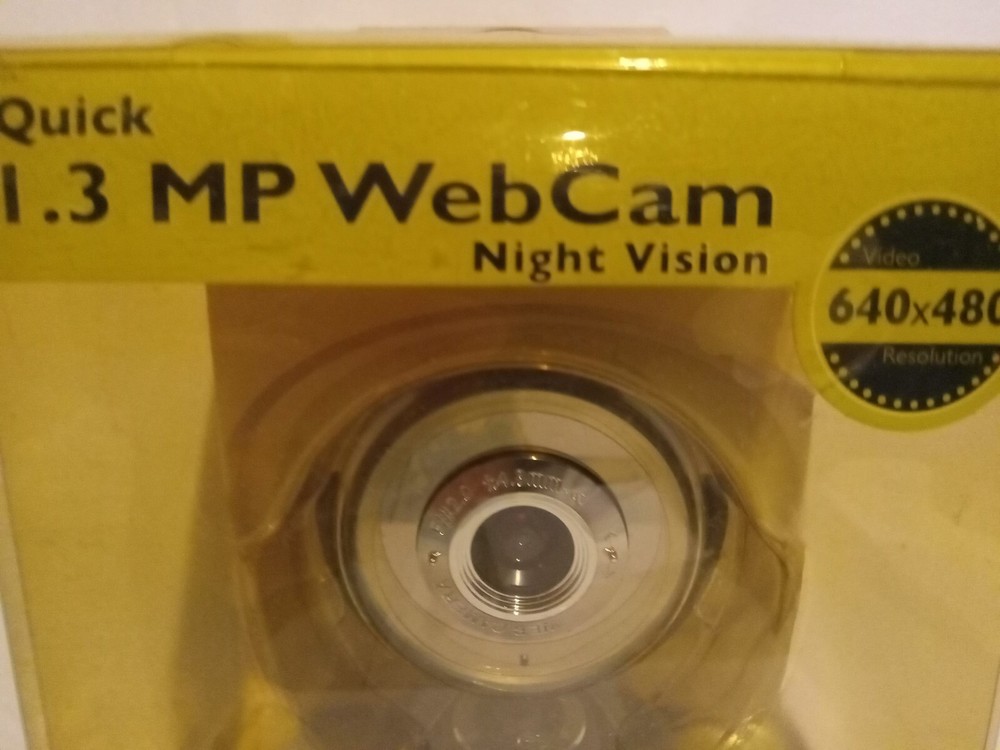 Quick
1.3 MP WebCam
Night Vision
Video
640x480
Resolution